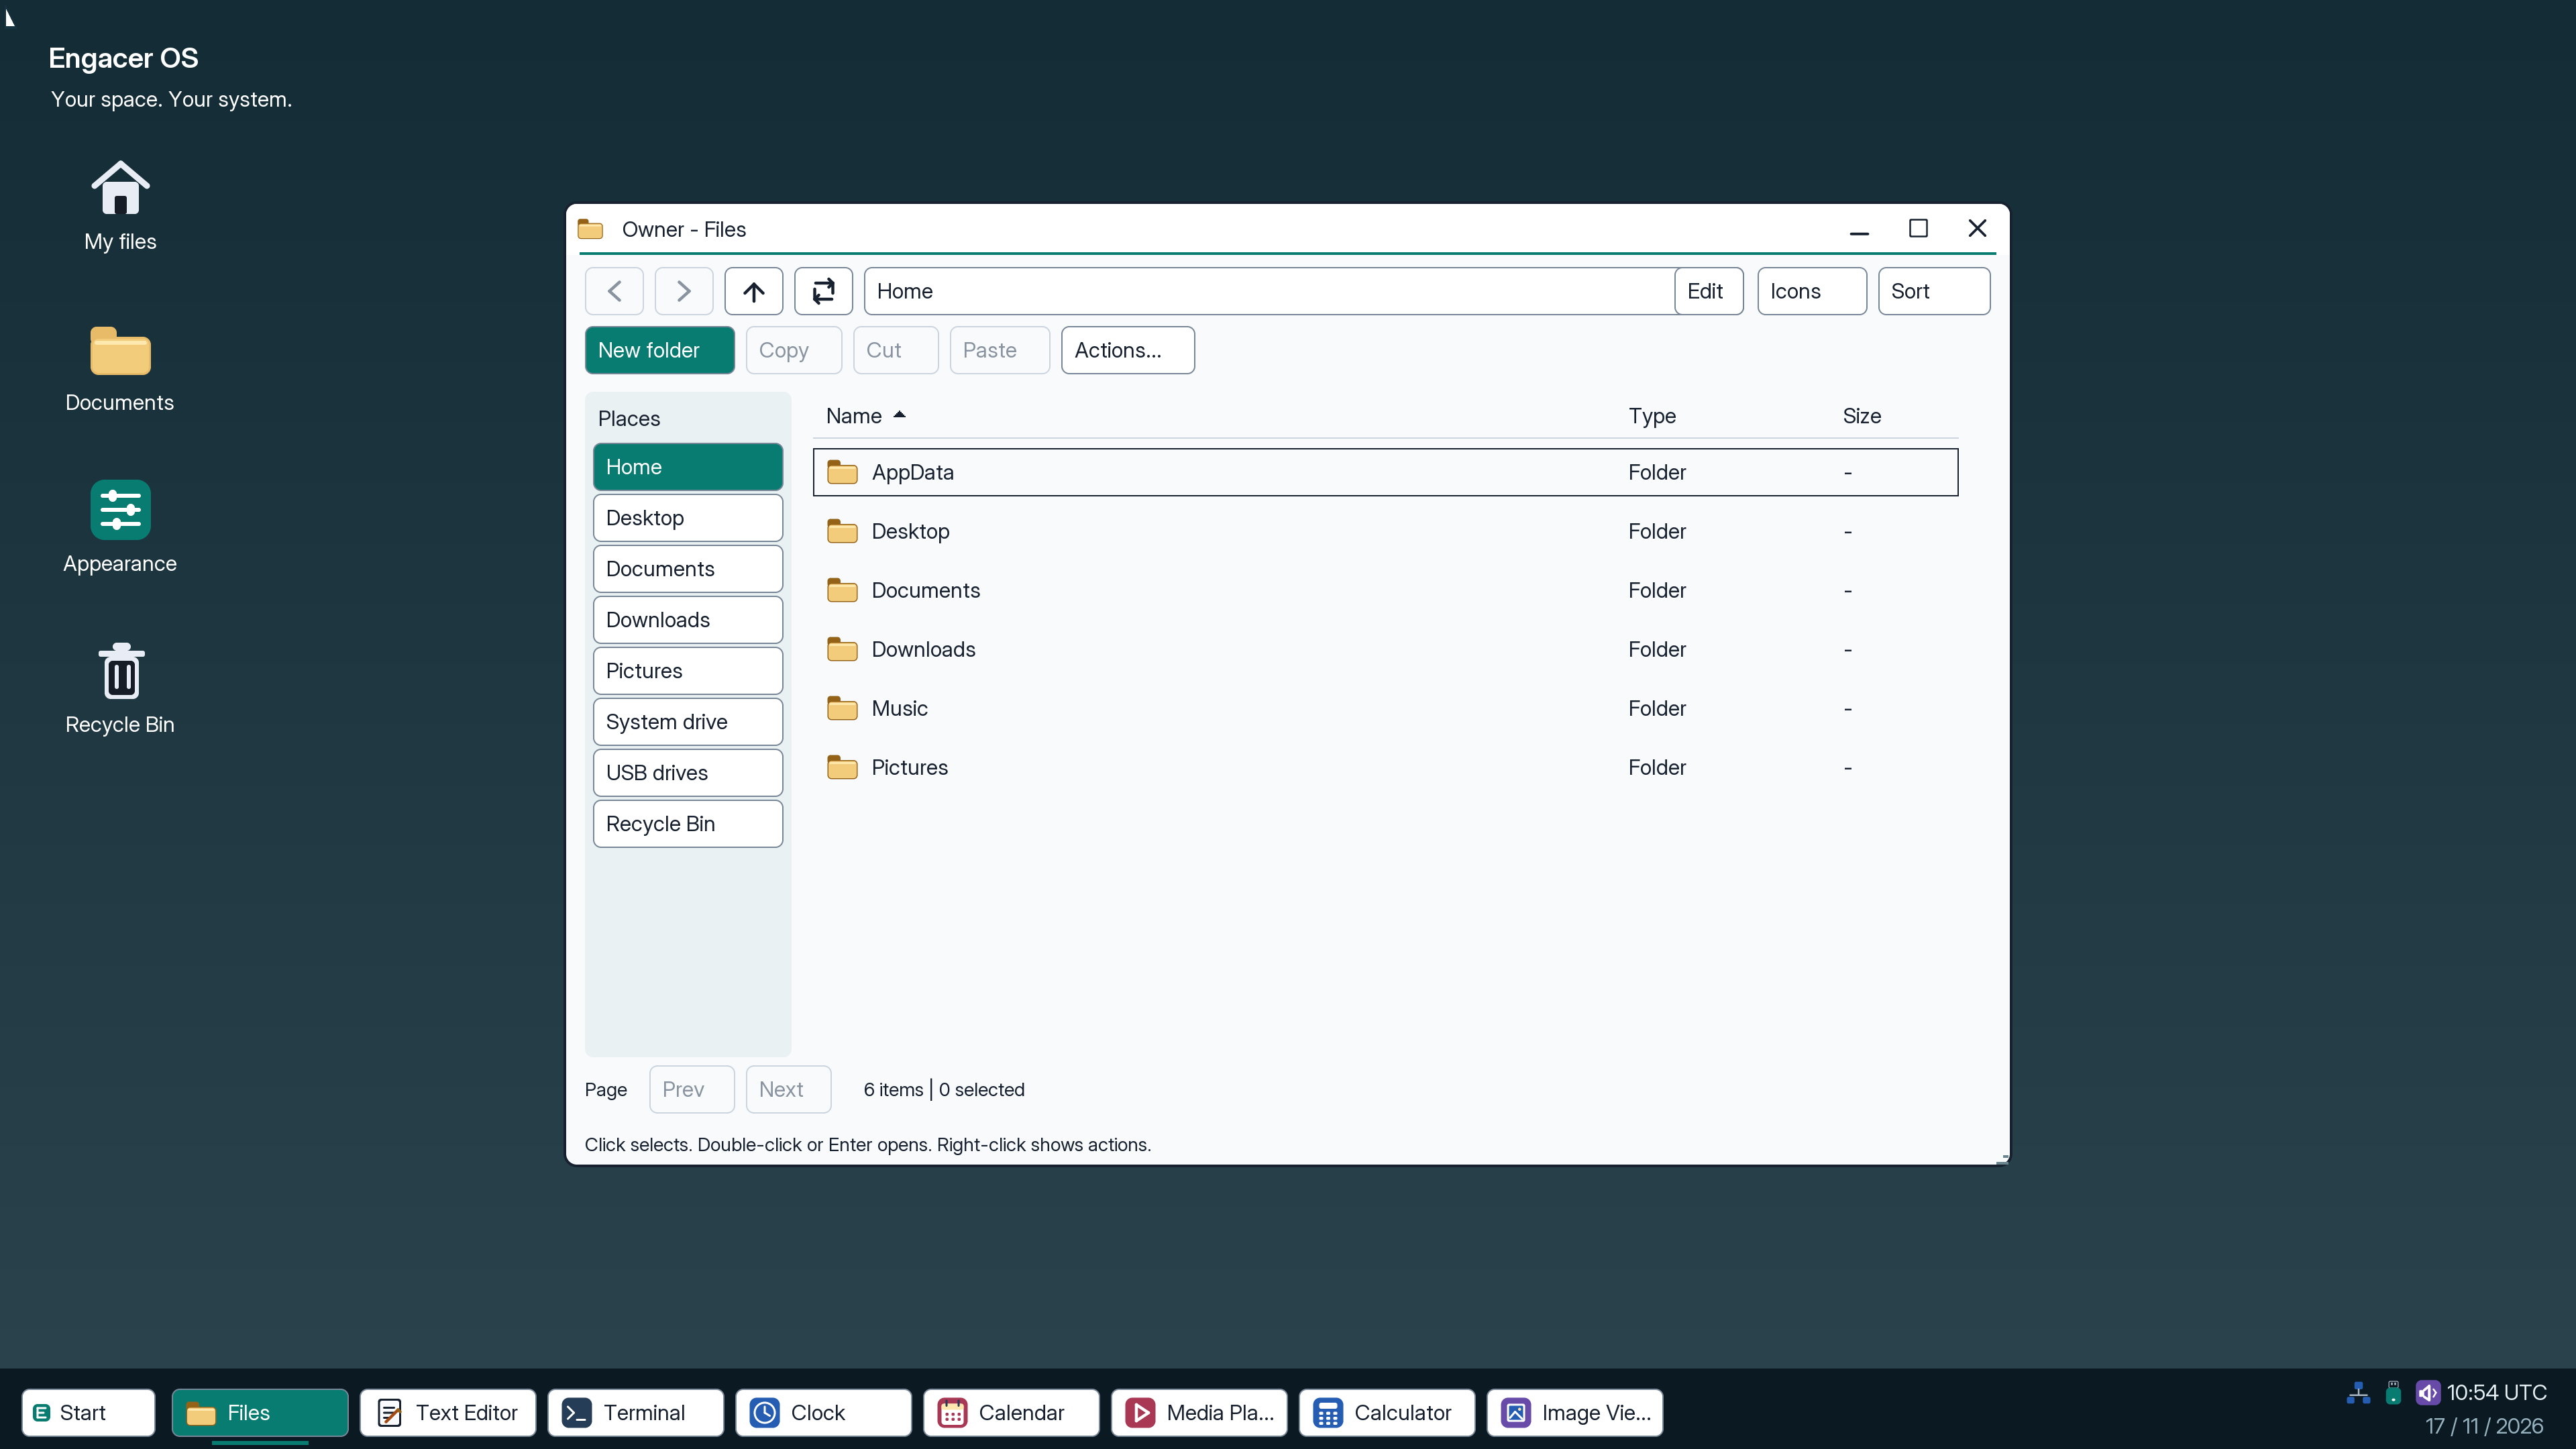 Engacer OS
Your space. Your system.
My files
Documents
Appearance
Recycle Bin
Owner - Files
Home Edit Icons Sort
New folder Copy Cut Paste Actions...
Places
Home
Desktop
Documents
Downloads
Pictures
System drive
USB drives
Recycle Bin
Name Type Size
AppData Folder -
Desktop Folder -
Documents Folder -
Downloads Folder -
Music Folder -
Pictures Folder -
Page Prev Next 6 items | 0 selected
Click selects. Double-click or Enter opens. Right-click shows actions.
E Start Files Text Editor Terminal Clock Calendar Media Pla... Calculator Image Vie...
10:54 UTC
17 / 11 / 2026